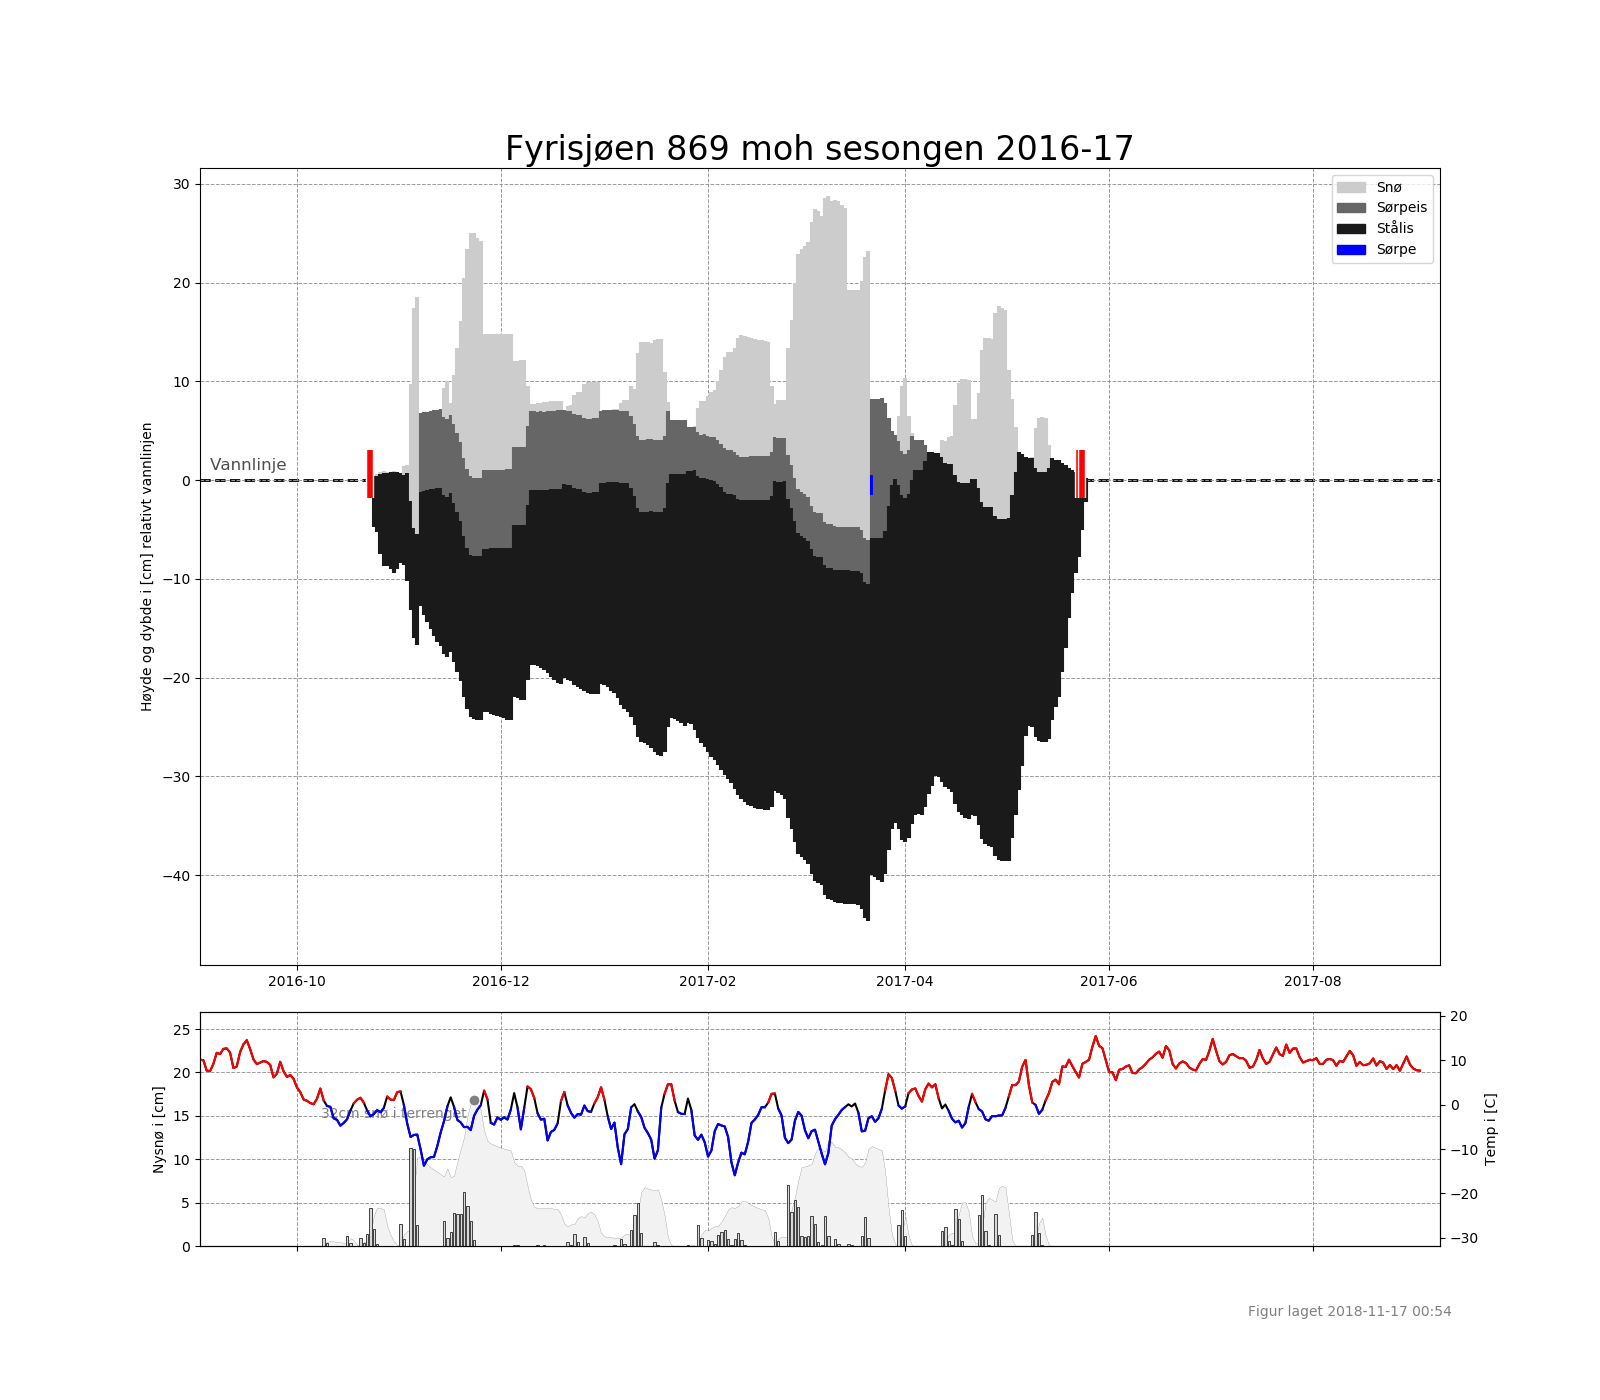 Fyrisjøen 869 moh sesongen 2016-17
Høyde og dybde i [cm] relativt vannlinjen
30
20
10
0
−10
−20
−30
−40
Vannlinje
Snø
Sørpeis
Stålis
Sørpe
2016-10 2016-12 2017-02 2017-04 2017-06 2017-08
Nysnø i [cm]
25
20
15
10
5
0
32cm snø i terrenget
20
10
0
−10
−20
−30
Temp i [C]
Figur laget 2018-11-17 00:54